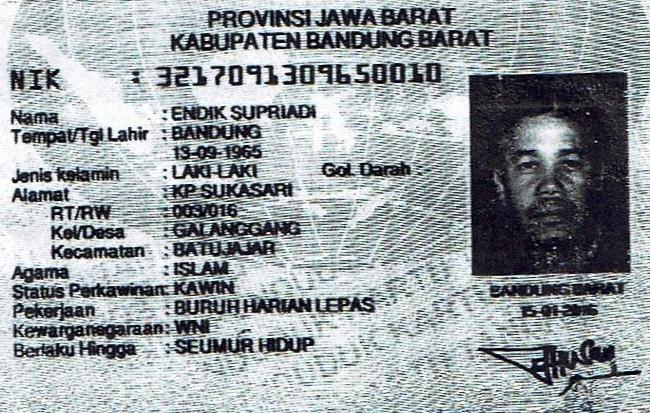 PROVINSI JAWA BARAT
KABUPATEN BANDUNG BARAT
NIK : 3217091309650010
Nama : ENDIK SUPRIADI
Tempat/Tgl Lahir : BANDUNG
13-09-1965
Jenis kelamin : LAKI-LAKI Gol. Darah :-
Alamat : KP SUKASARI
RT/RW : 003/016
Kel/Desa : GALANGGANG
Kecamatan : BATUJAJAR
Agama : ISLAM
Status Perkawinan: KAWIN
Pekerjaan : BURUH HARIAN LEPAS
Kewarganegaraan: WNI
Berlaku Hingga : SEUMUR HIDUP
BANDUNG BARAT
15-01-2016